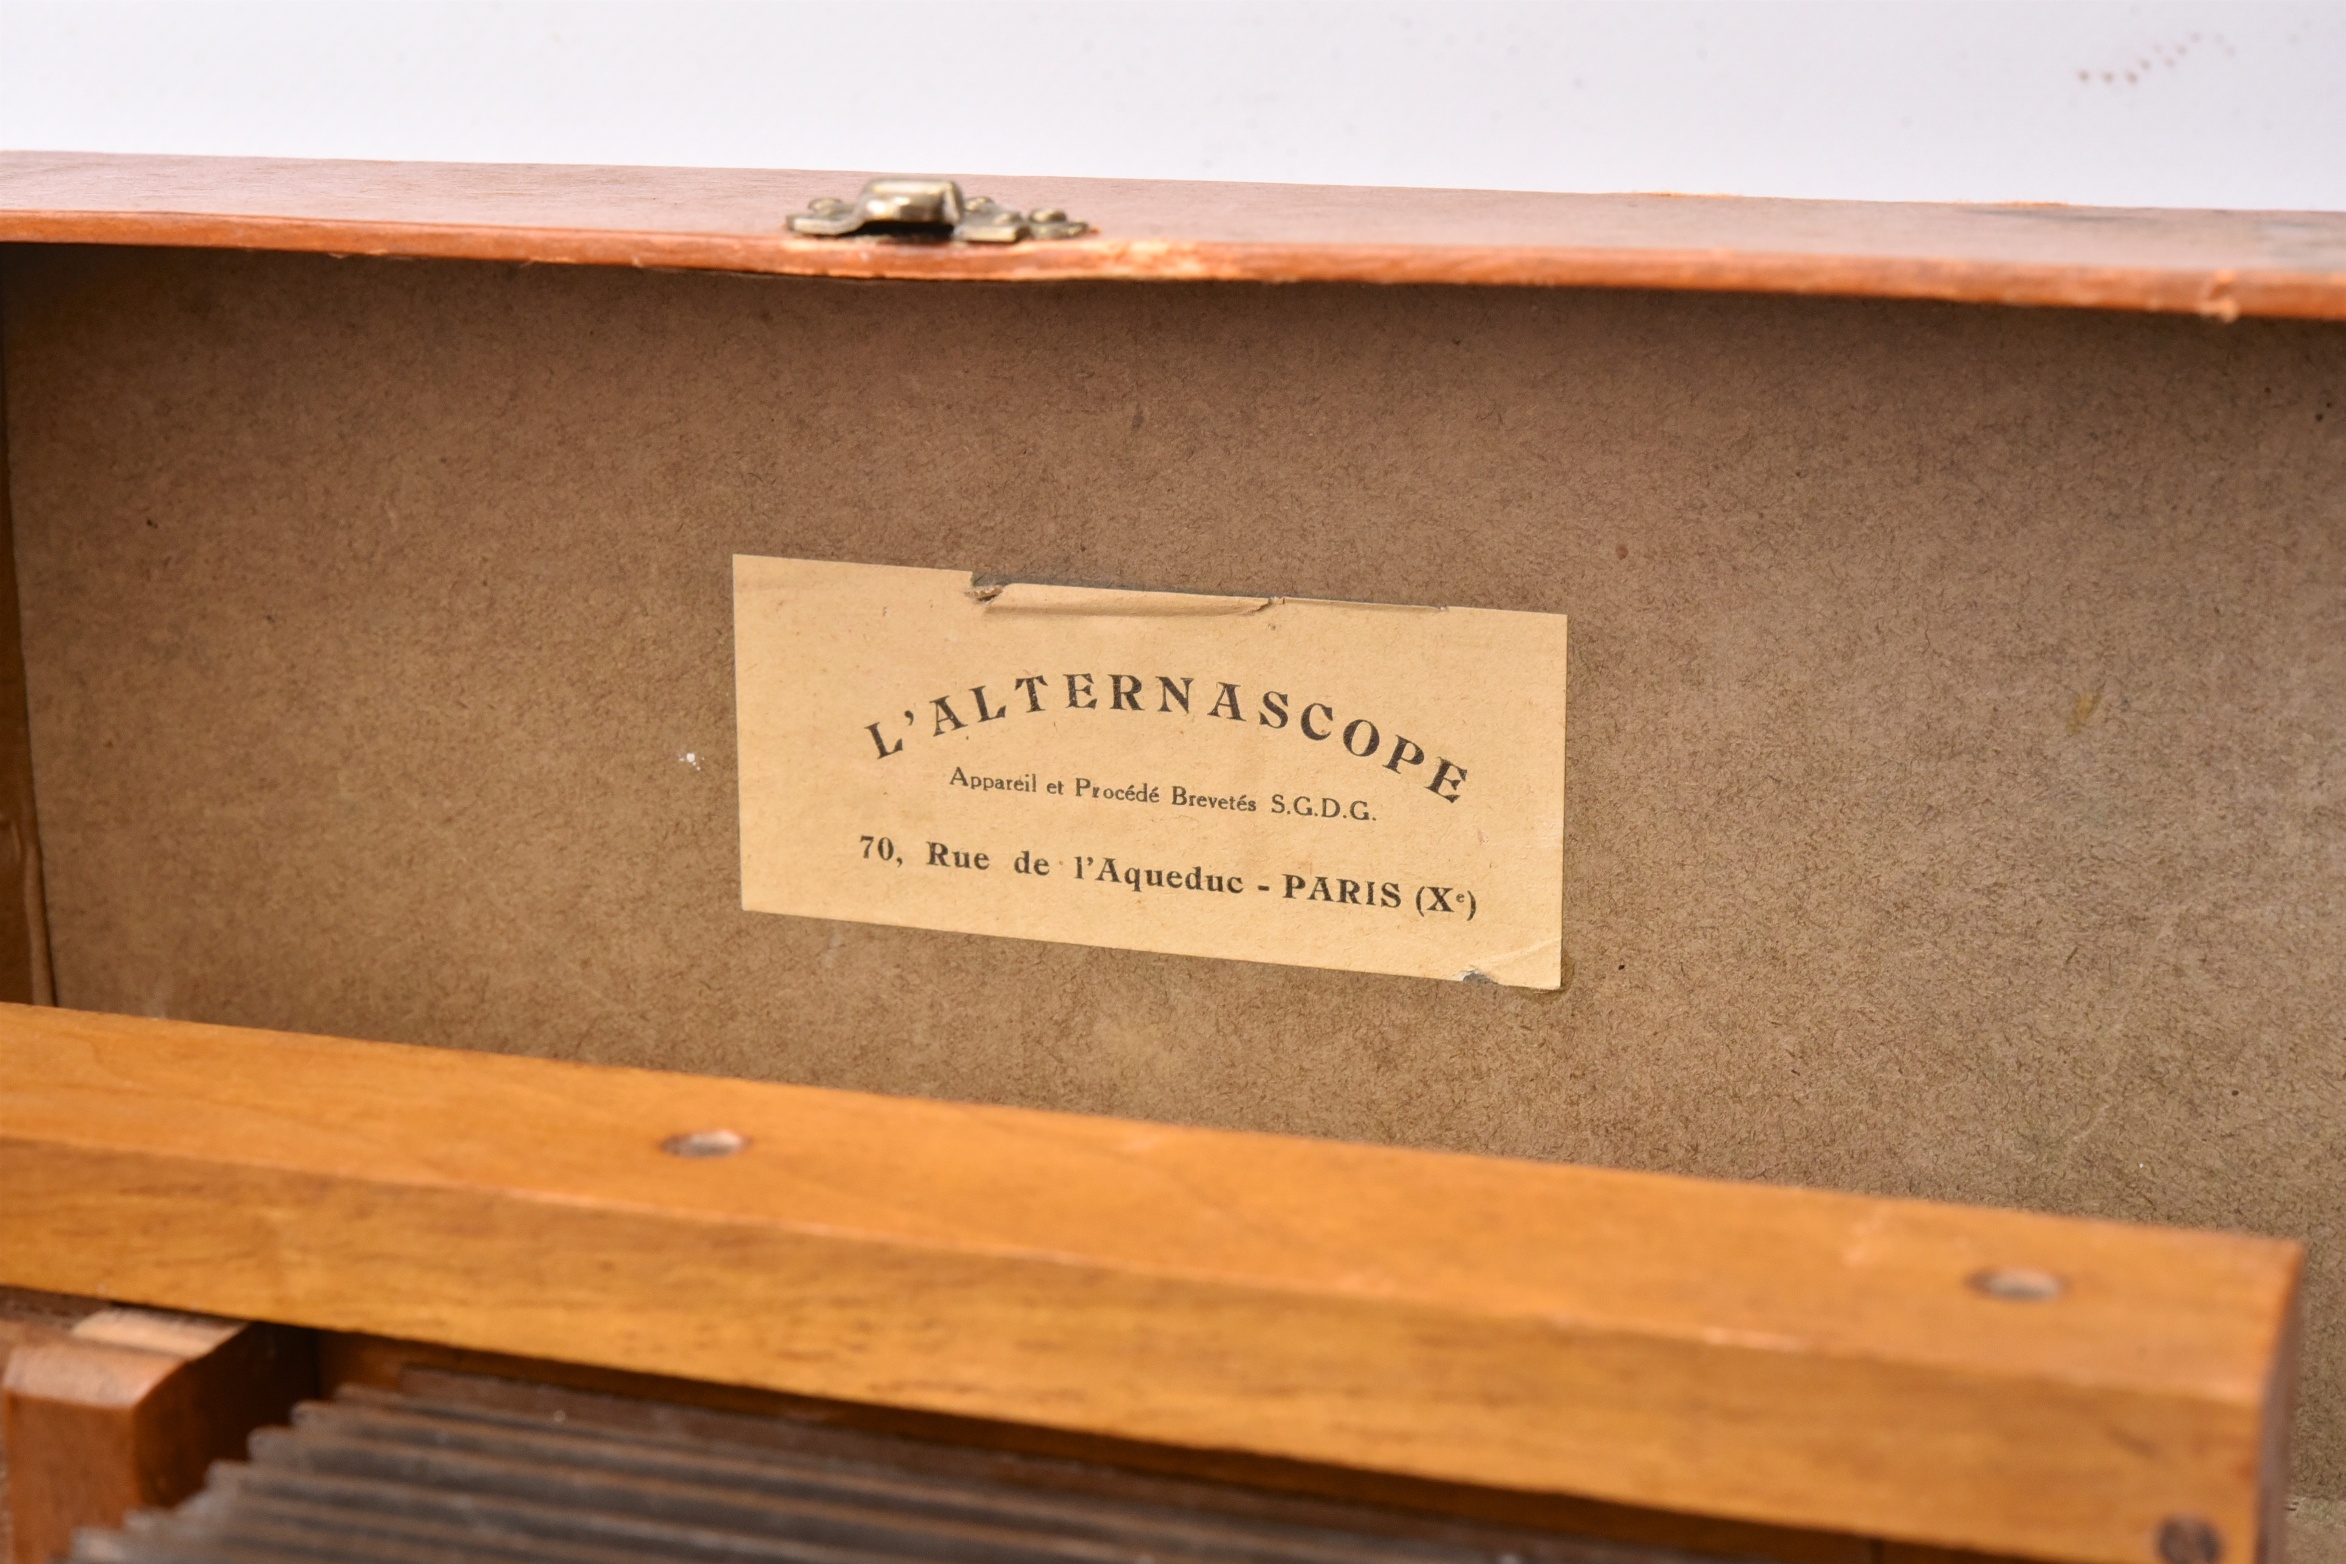 L'ALTERNASCOPE
Appareil et Procédé Brevetés S.G.D.G.
70, Rue de l'Aqueduc - PARIS (Xᵉ)